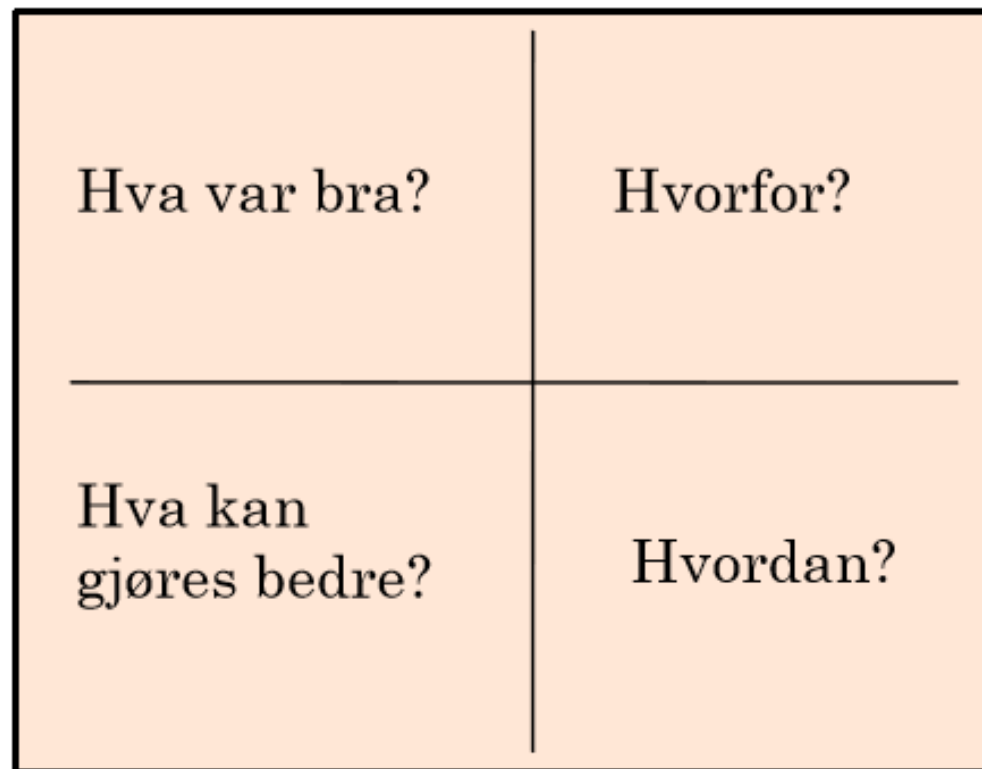 Hva var bra?
Hvorfor?
Hva kan
gjøres bedre?
Hvordan?